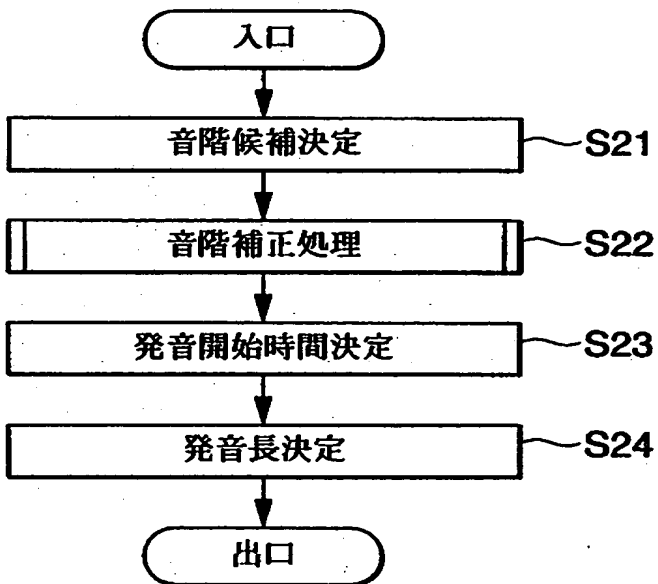 入口
音階候補決定 S21
音階補正処理 S22
発音開始時間決定 S23
発音長決定 S24
出口